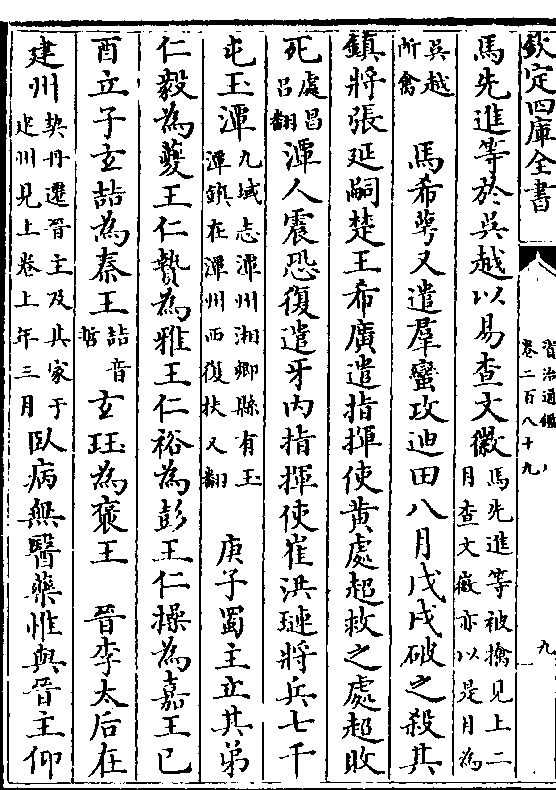 欽定四庫全書
資治通鑑
卷二百八十九
九
馬先進等於吳越以易查文徽馬先進等被擒見上二月查文徽亦以是月為
吳越所禽 馬希萼又遣羣蠻攻迪田八月戊戌破之殺其
鎮將張延嗣楚王希廣遣指揮使黄處超救之處超敗
死處昌呂翻潭人震恐復遣牙内指揮使崔洪璉將兵七千
屯玉潭九域志潭州湘鄉縣有玉潭鎮在潭州西復扶又翻 庚子蜀主立其弟
仁毅為夔王仁贄為雅王仁裕為彭王仁操為嘉王己
酉立子玄喆為秦王喆音哲玄珏為褒王 晉李太后在
建州契丹遷晉主及其家于建州見上卷上年三月臥病無醫藥惟與晉主仰